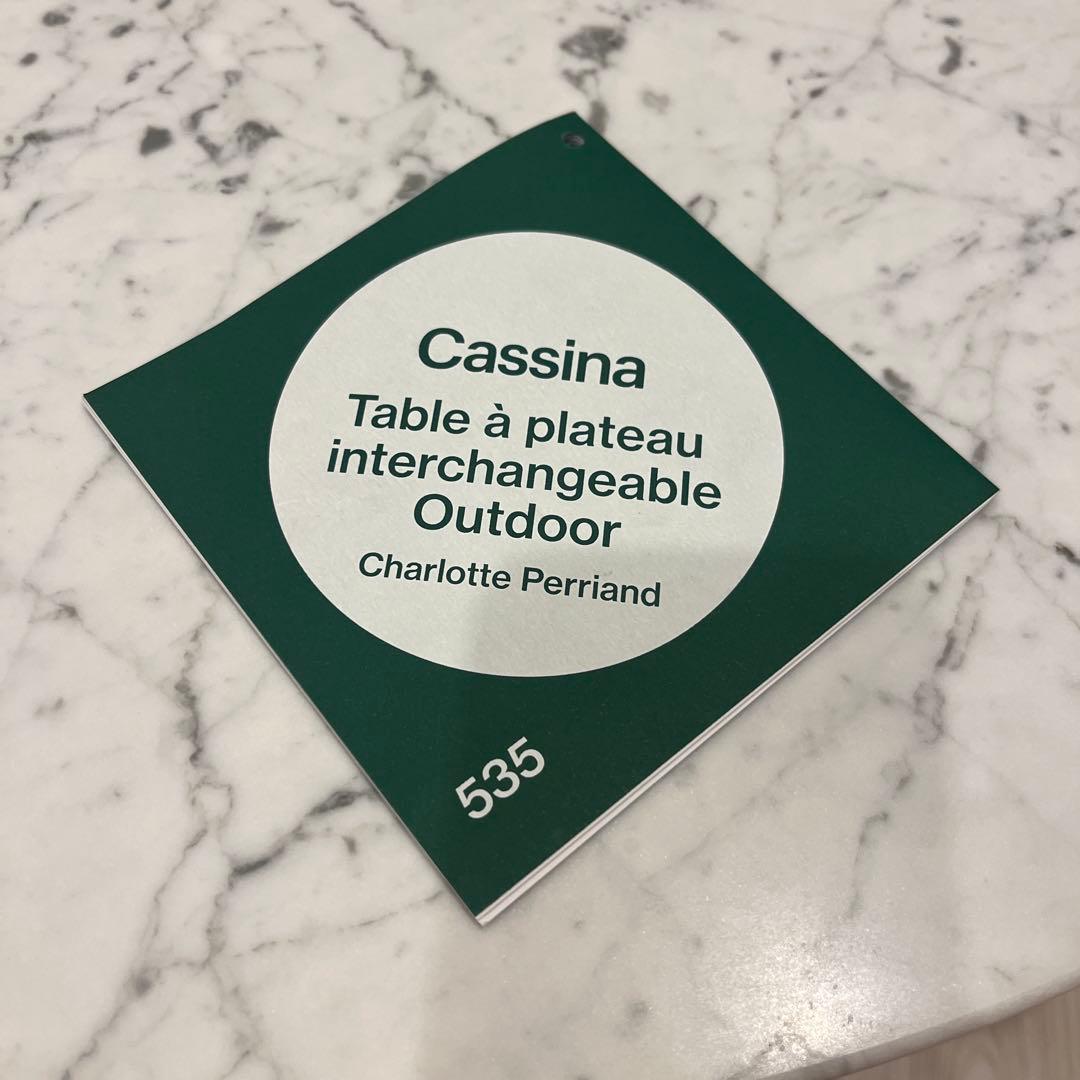 Cassina
Table à plateau
interchangeable
Outdoor
Charlotte Perriand
535